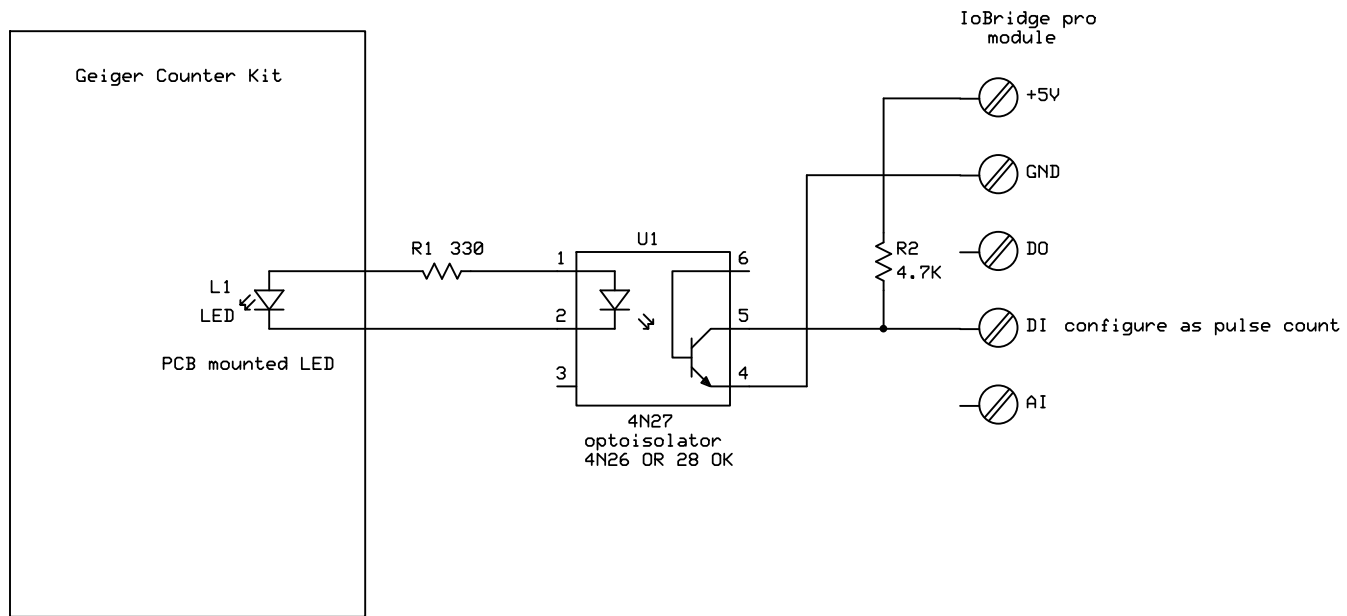 IoBridge pro
module
Geiger Counter Kit
+5V
GND
R1 330
U1
1
6
R2
4.7K
DO
L1
LED
2
5
DI configure as pulse count
PCB mounted LED
3
4
AI
4N27
optoisolator
4N26 OR 28 OK